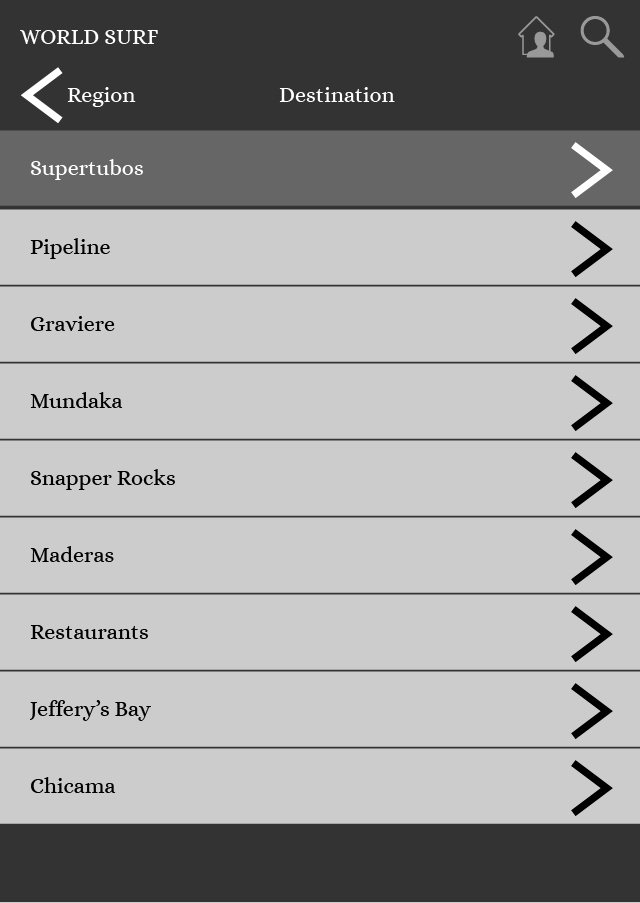 WORLD SURF
Region
Destination
Supertubos
Pipeline
Graviere
Mundaka
Snapper Rocks
Maderas
Restaurants
Jeffery’s Bay
Chicama